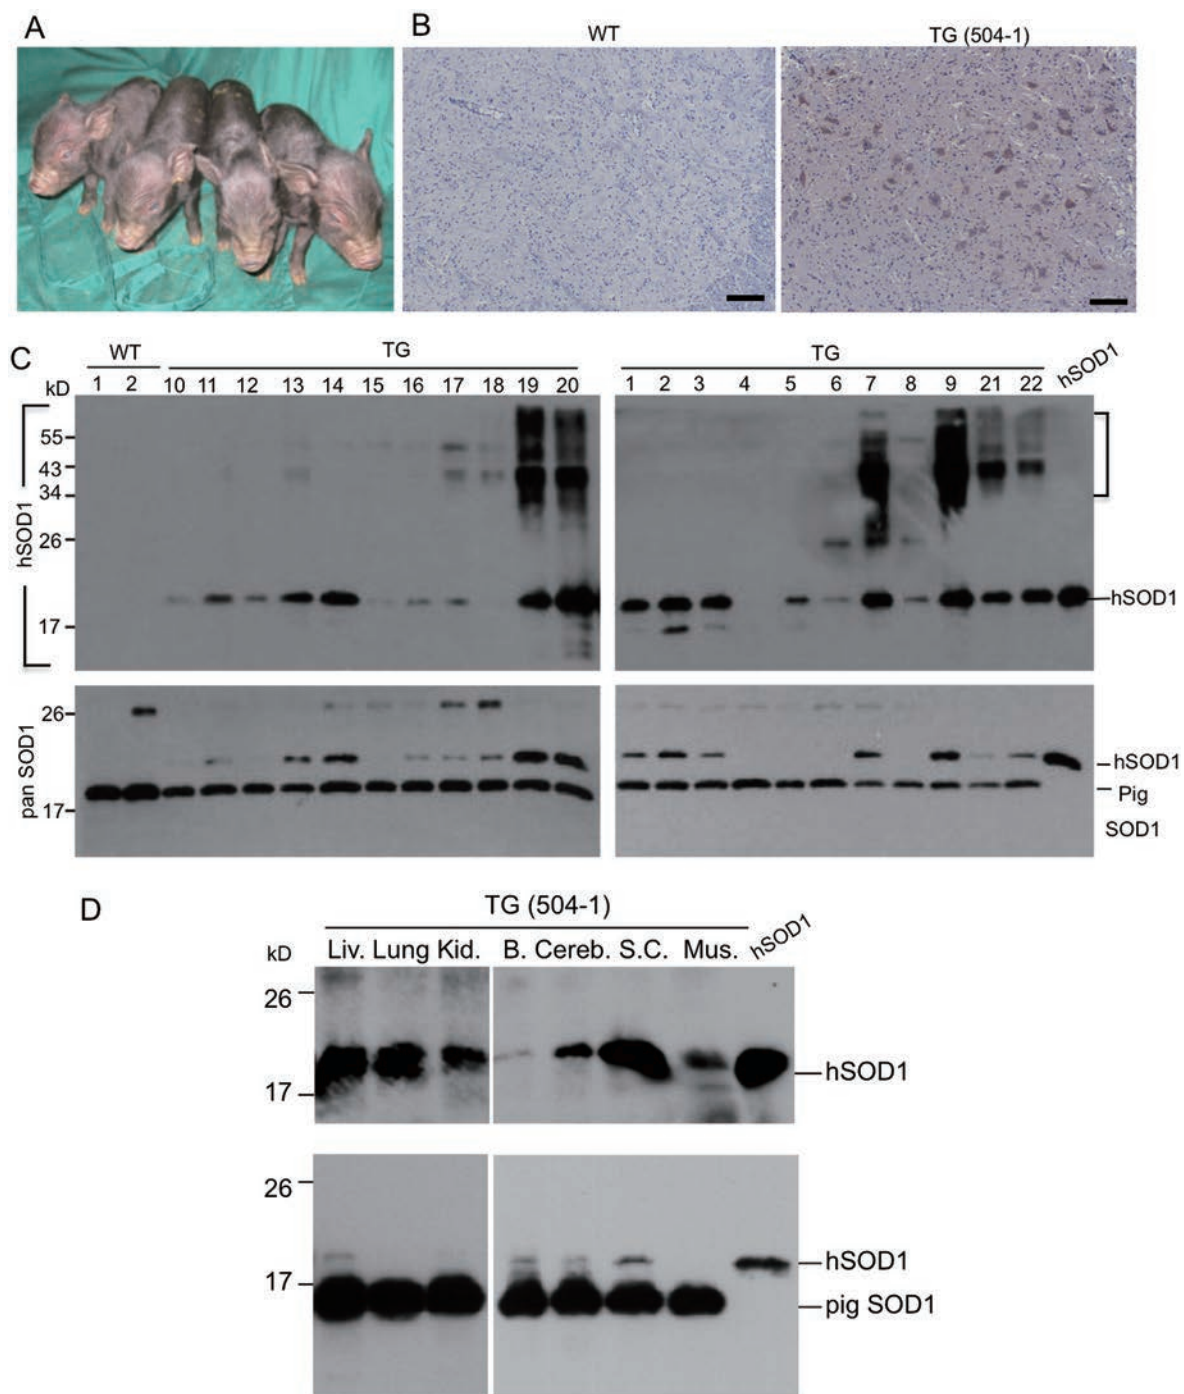 A
B
WT
TG (504-1)
C
WT
TG
TG
kD
1 2 10 11 12 13 14 15 16 17 18 19 20
1 2 3 4 5 6 7 8 9 21 22 hSOD1
55
43
34
26
17
hSOD1
hSOD1
26
17
pan SOD1
hSOD1
Pig
SOD1
D
TG (504-1)
kD
Liv. Lung Kid. B. Cereb. S.C. Mus. hSOD1
26
17
hSOD1
26
17
hSOD1
pig SOD1